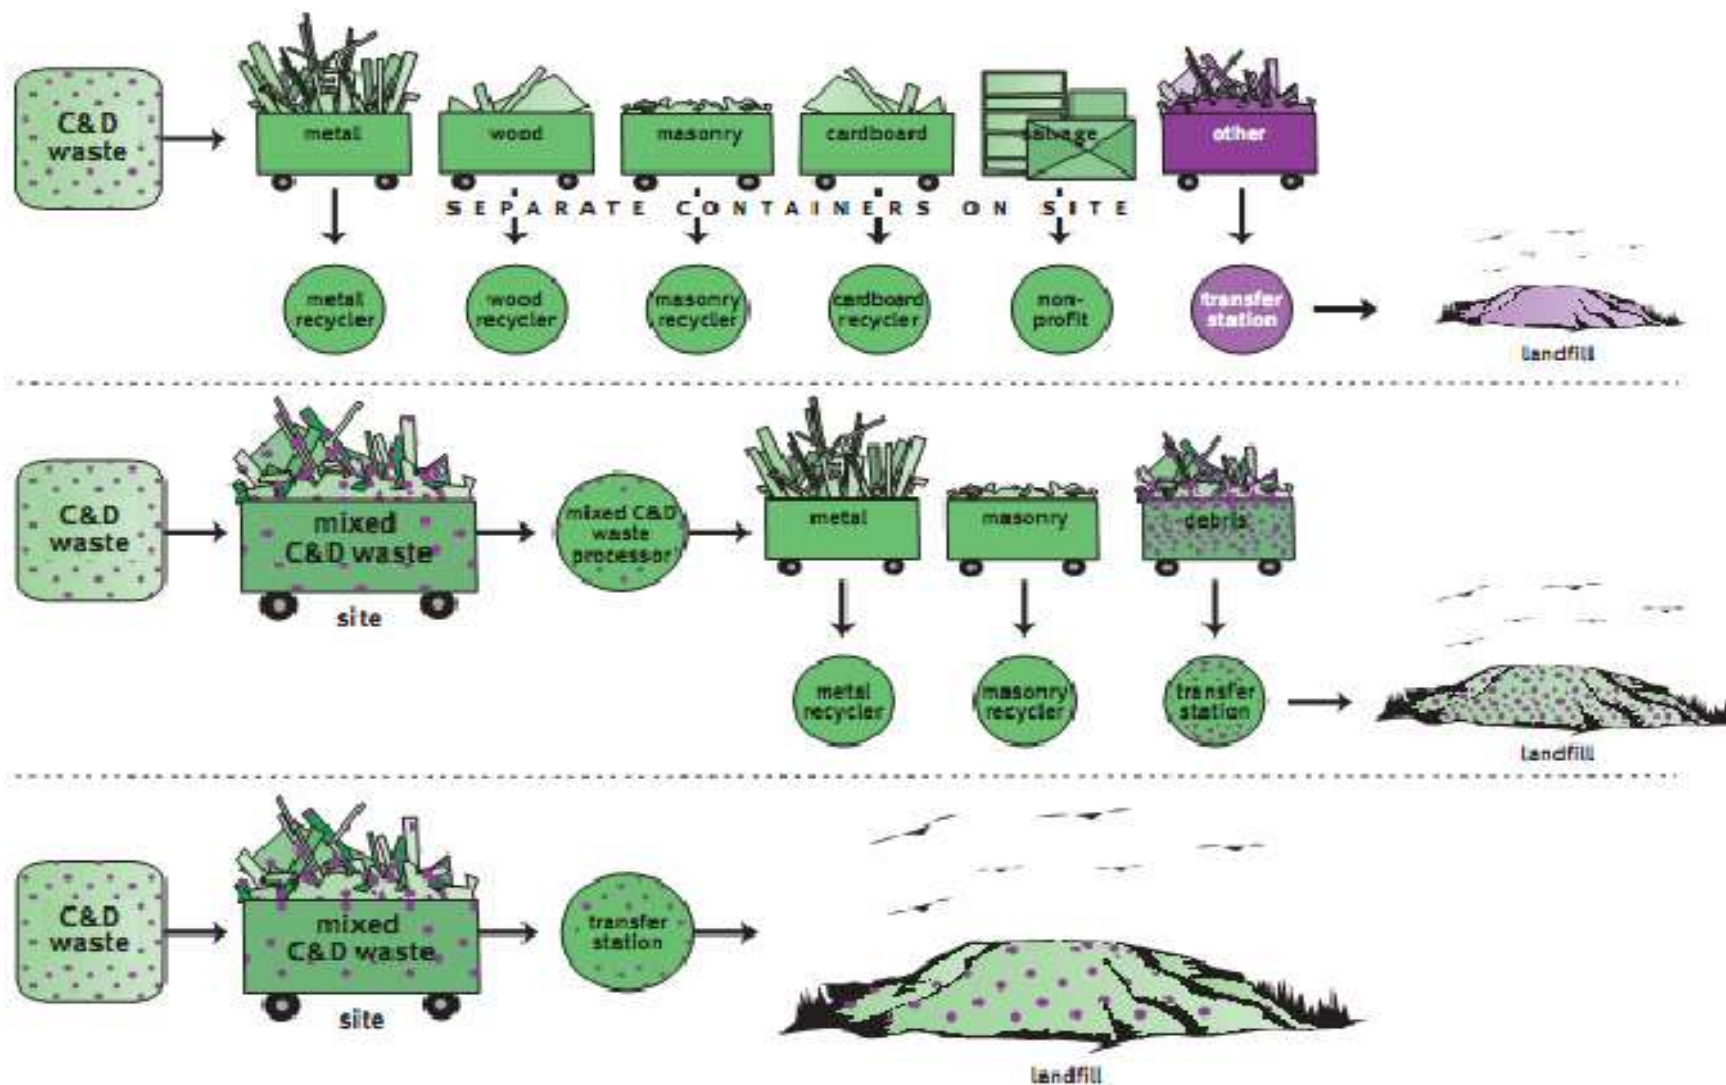 C&D
waste
metal
wood
masonry
cardboard
salvage
other
SEPARATE CONTAINERS ON SITE
metal
recycler
wood
recycler
masonry
recycler
cardboard
recycler
non-
profit
transfer
station
landfill
C&D
waste
mixed
C&D waste
site
mixed C&D
waste
processor
metal
masonry
debris
metal
recycler
masonry
recycler
transfer
station
landfill
C&D
waste
mixed
C&D waste
site
transfer
station
landfill